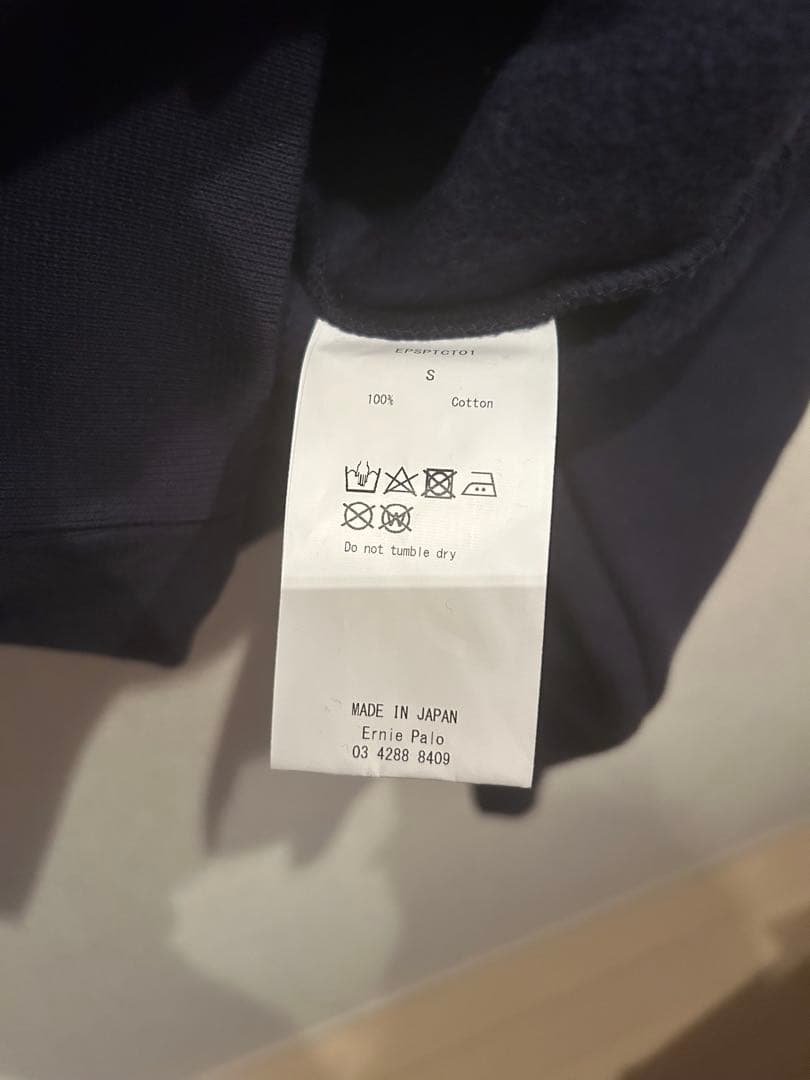 EPSPTCT01
S
100% Cotton
Do not tumble dry
MADE IN JAPAN
Ernie Palo
03 4288 8409